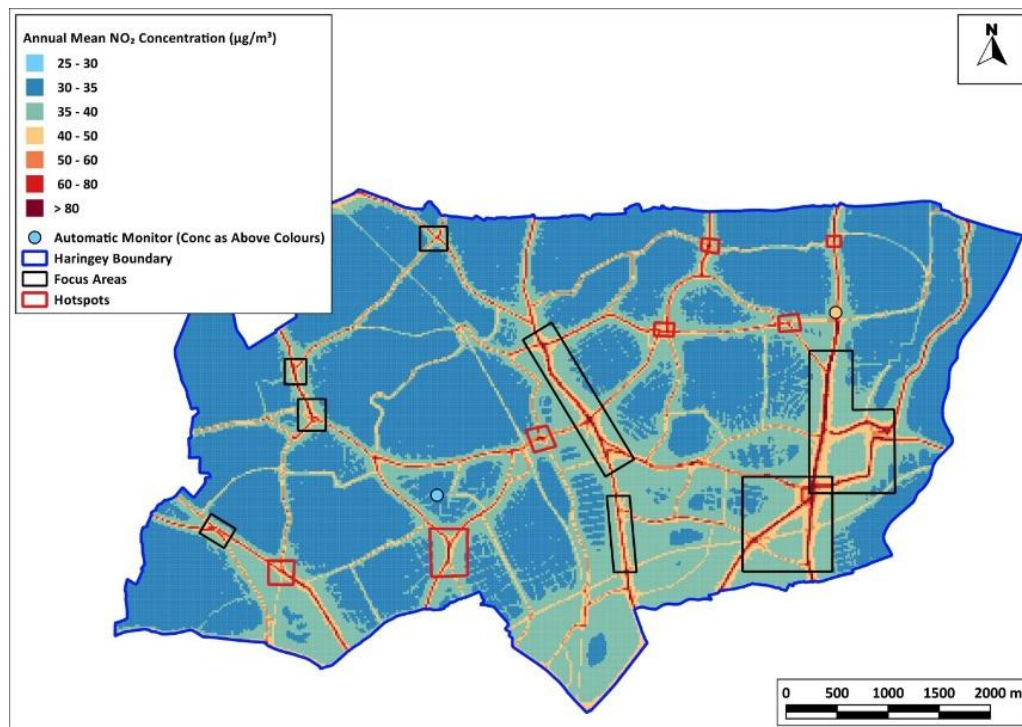 Annual Mean NO₂ Concentration (µg/m³)
25 - 30
30 - 35
35 - 40
40 - 50
50 - 60
60 - 80
> 80
Automatic Monitor (Conc as Above Colours)
Haringey Boundary
Focus Areas
Hotspots
N
0 500 1000 1500 2000 m